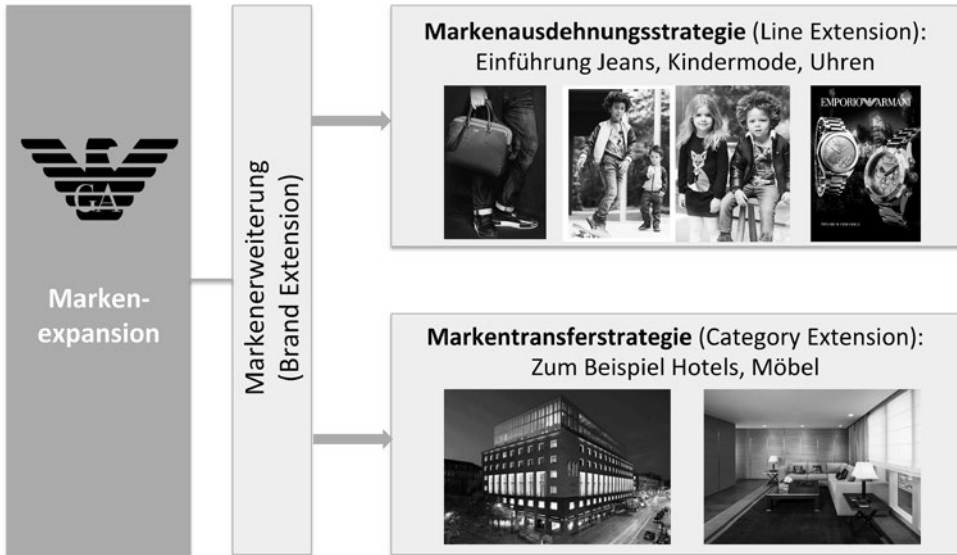 GA
Marken-
expansion
Markenerweiterung
(Brand Extension)
Markenausdehnungsstrategie (Line Extension):
Einführung Jeans, Kindermode, Uhren
EMPORIO ARMANI
Markentransferstrategie (Category Extension):
Zum Beispiel Hotels, Möbel